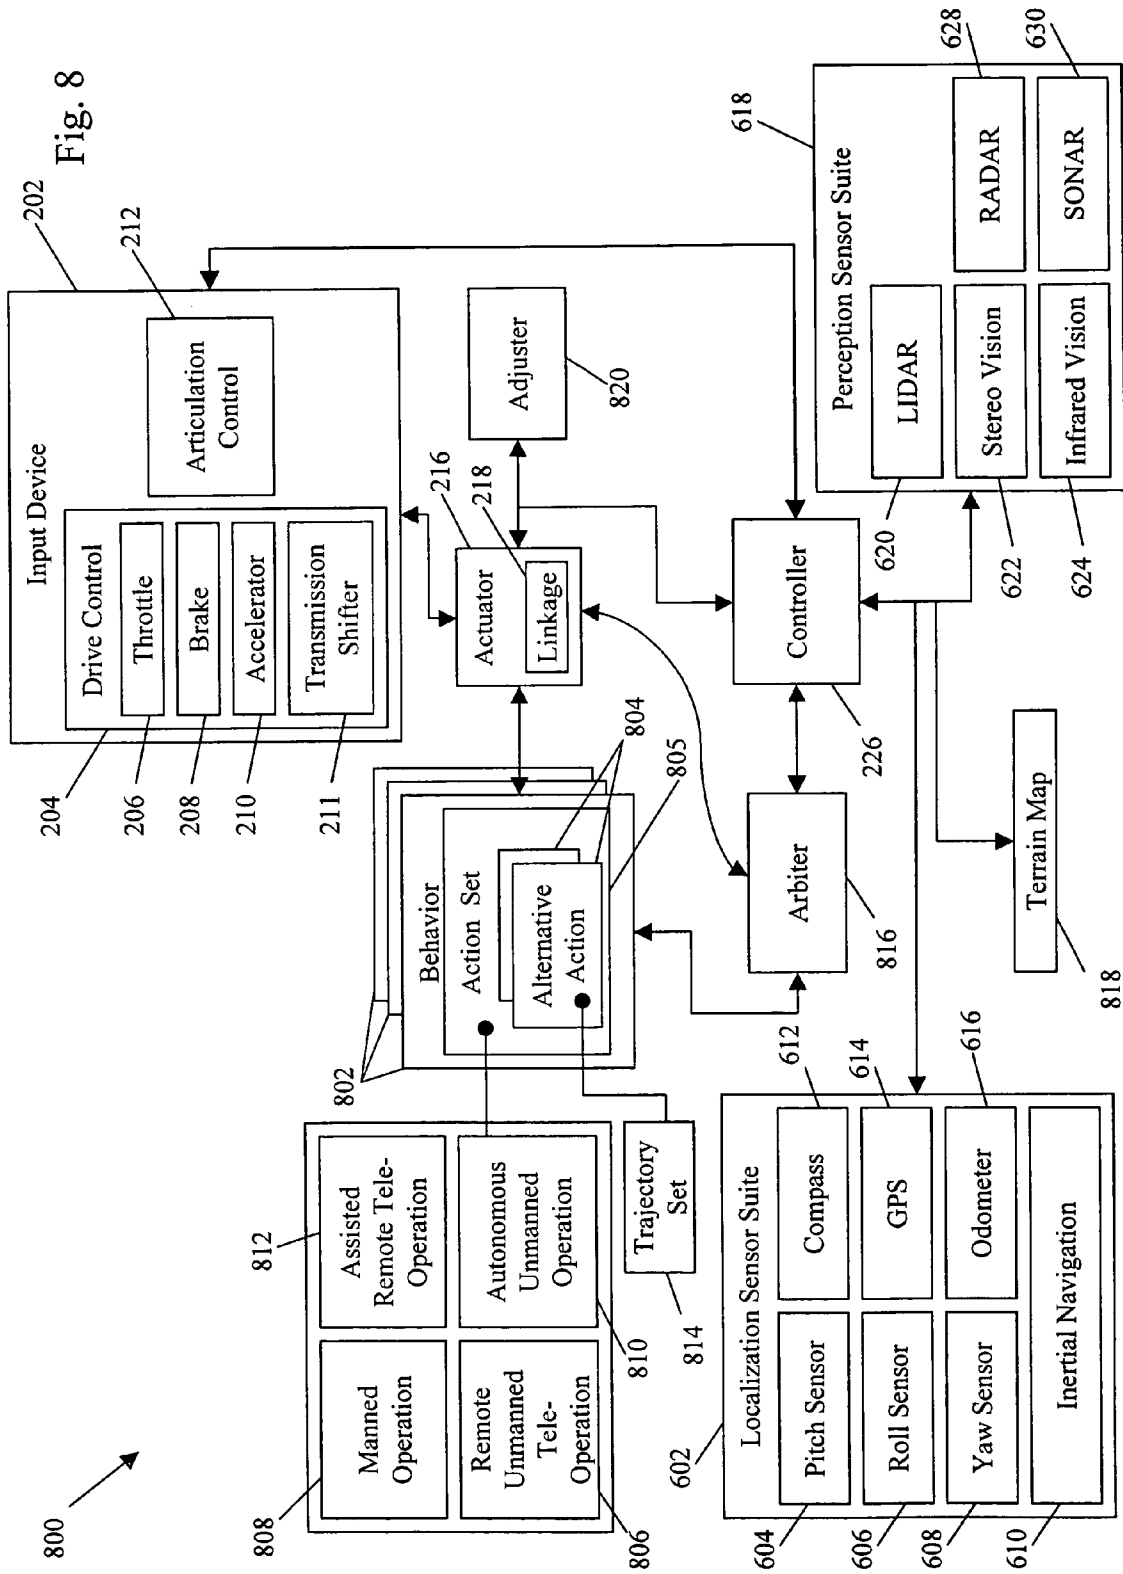 Fig. 8
800
808
812
Manned
Operation
Assisted
Remote Tele-
Operation
Remote
Unmanned
Tele-
Operation
Autonomous
Unmanned
Operation
806
810
Trajectory
Set
814
802
Behavior
Action Set
Alternative
Action
804
805
204
206
208
210
211
Input Device
202
Drive Control
Throttle
Brake
Accelerator
Transmission
Shifter
212
Articulation
Control
216
218
Actuator
Linkage
Adjuster
820
Arbiter
816
Controller
226
602
Localization Sensor Suite
604
Pitch Sensor
606
Roll Sensor
608
Yaw Sensor
610
Inertial Navigation
612
Compass
614
GPS
616
Odometer
Terrain Map
818
618
Perception Sensor Suite
620
LIDAR
622
Stereo Vision
624
Infrared Vision
628
RADAR
630
SONAR